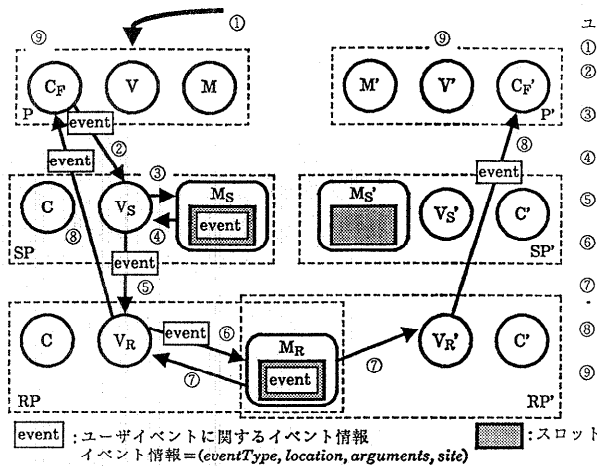 ①
⑨
⑨
ユ
①
②
③
④
⑤
⑥
⑦
⑧
⑨
C_F V M
M' V' C_F'
P
P'
event
event
②
⑧
event
③
C V_S M_S
event
④
⑧
SP
M_S' V_S' C'
SP'
event
⑤
C V_R
event
⑥
M_R
event
⑦
⑦
V_R' C'
RP
RP'
event :ユーザイベントに関するイベント情報
:スロット
イベント情報=(eventType, location, arguments, site)